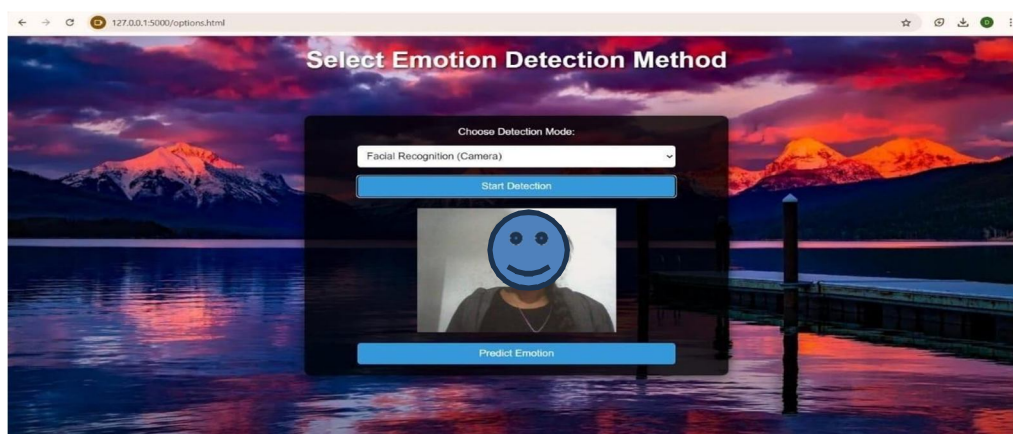 127.0.0.1:5000/options.html
D
Select Emotion Detection Method
Choose Detection Mode:
Facial Recognition (Camera)
Start Detection
Predict Emotion